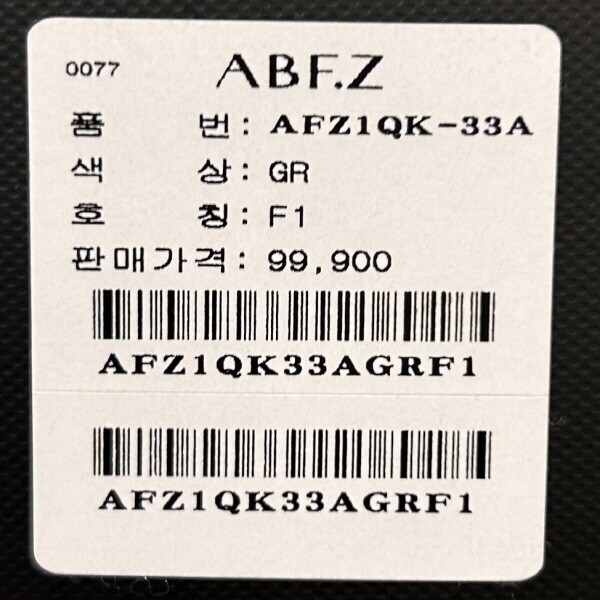 0077 ABF.Z
품 번 : AFZ1QK-33A
색 상 : GR
호 칭 : F1
판매가격 : 99,900
AFZ1QK33AGRF1
AFZ1QK33AGRF1